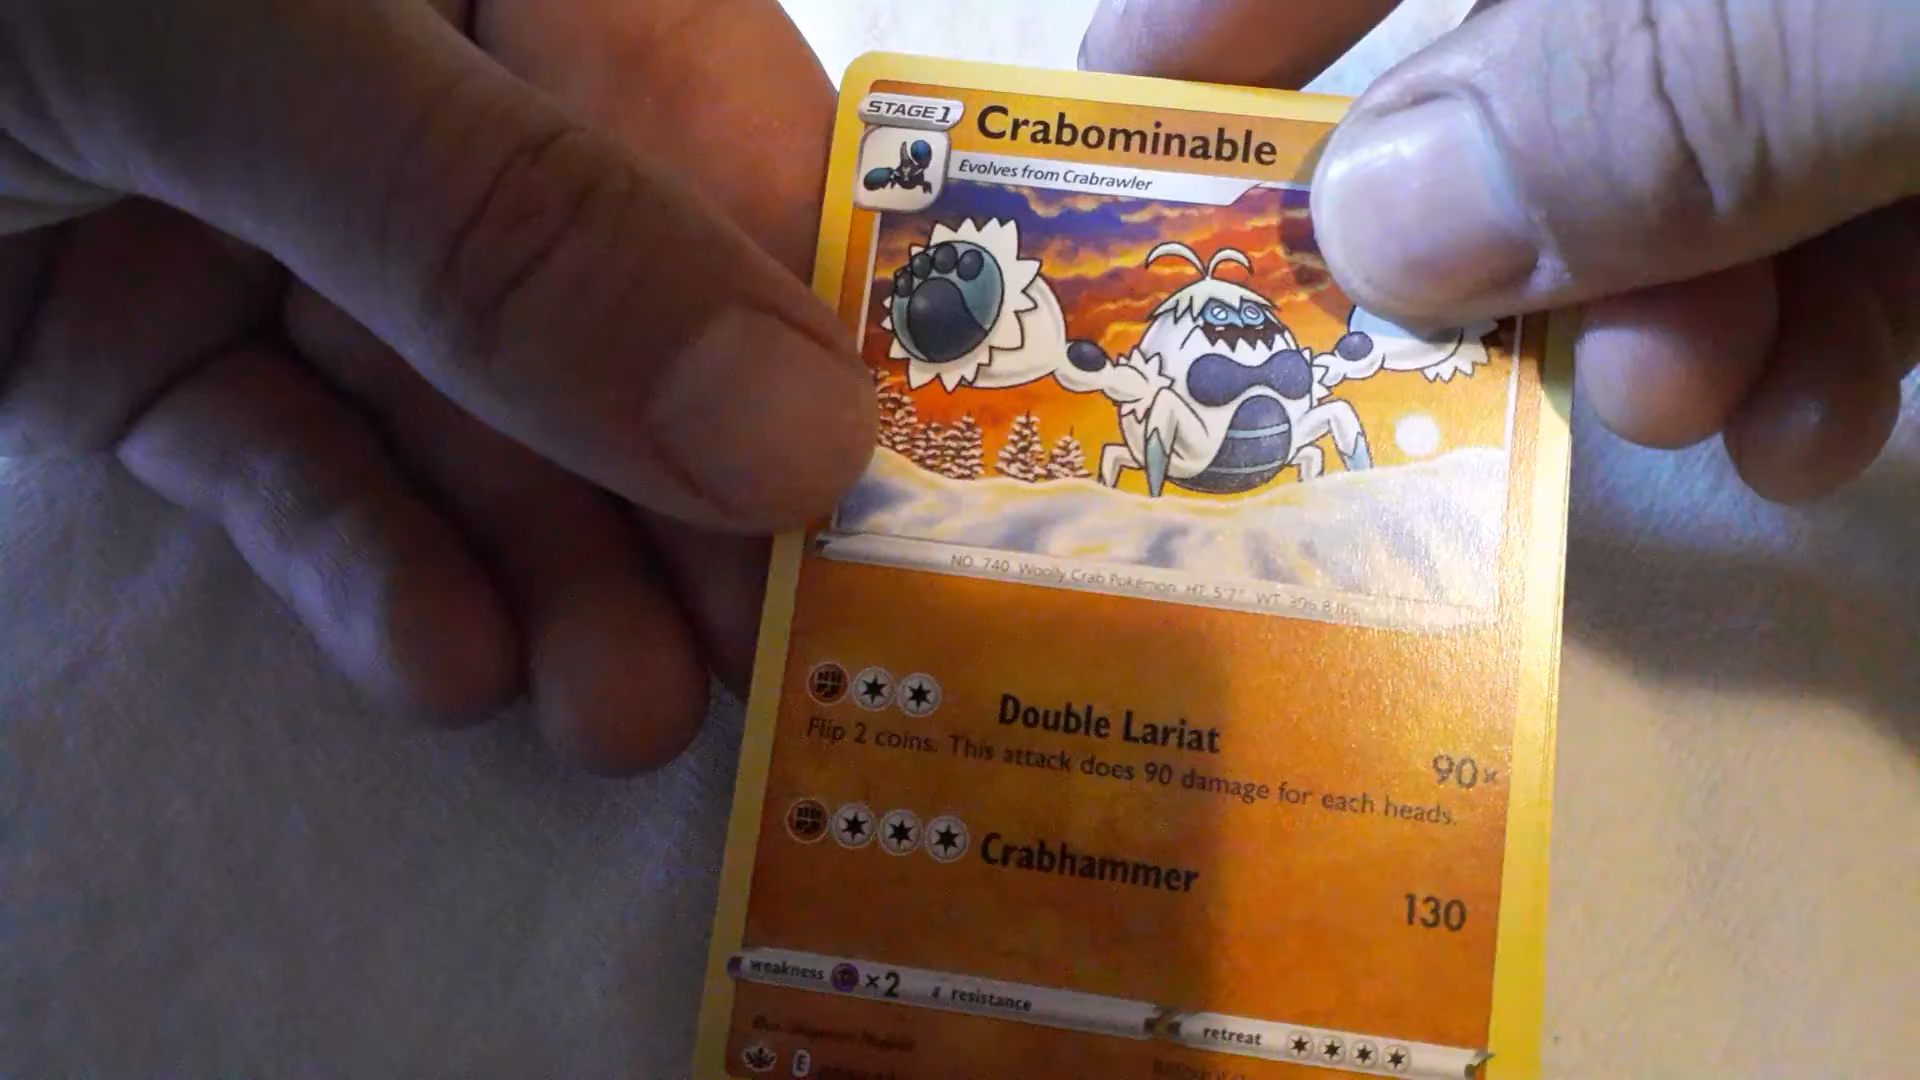 STAGE1
Crabominable
Evolves from Crabrawler
NO. 740 Woolly Crab Pokémon HT: 5'7" WT: 396.8 lbs.
Double Lariat
90×
Flip 2 coins. This attack does 90 damage for each heads.
Crabhammer
130
weakness ×2 resistance
retreat
E